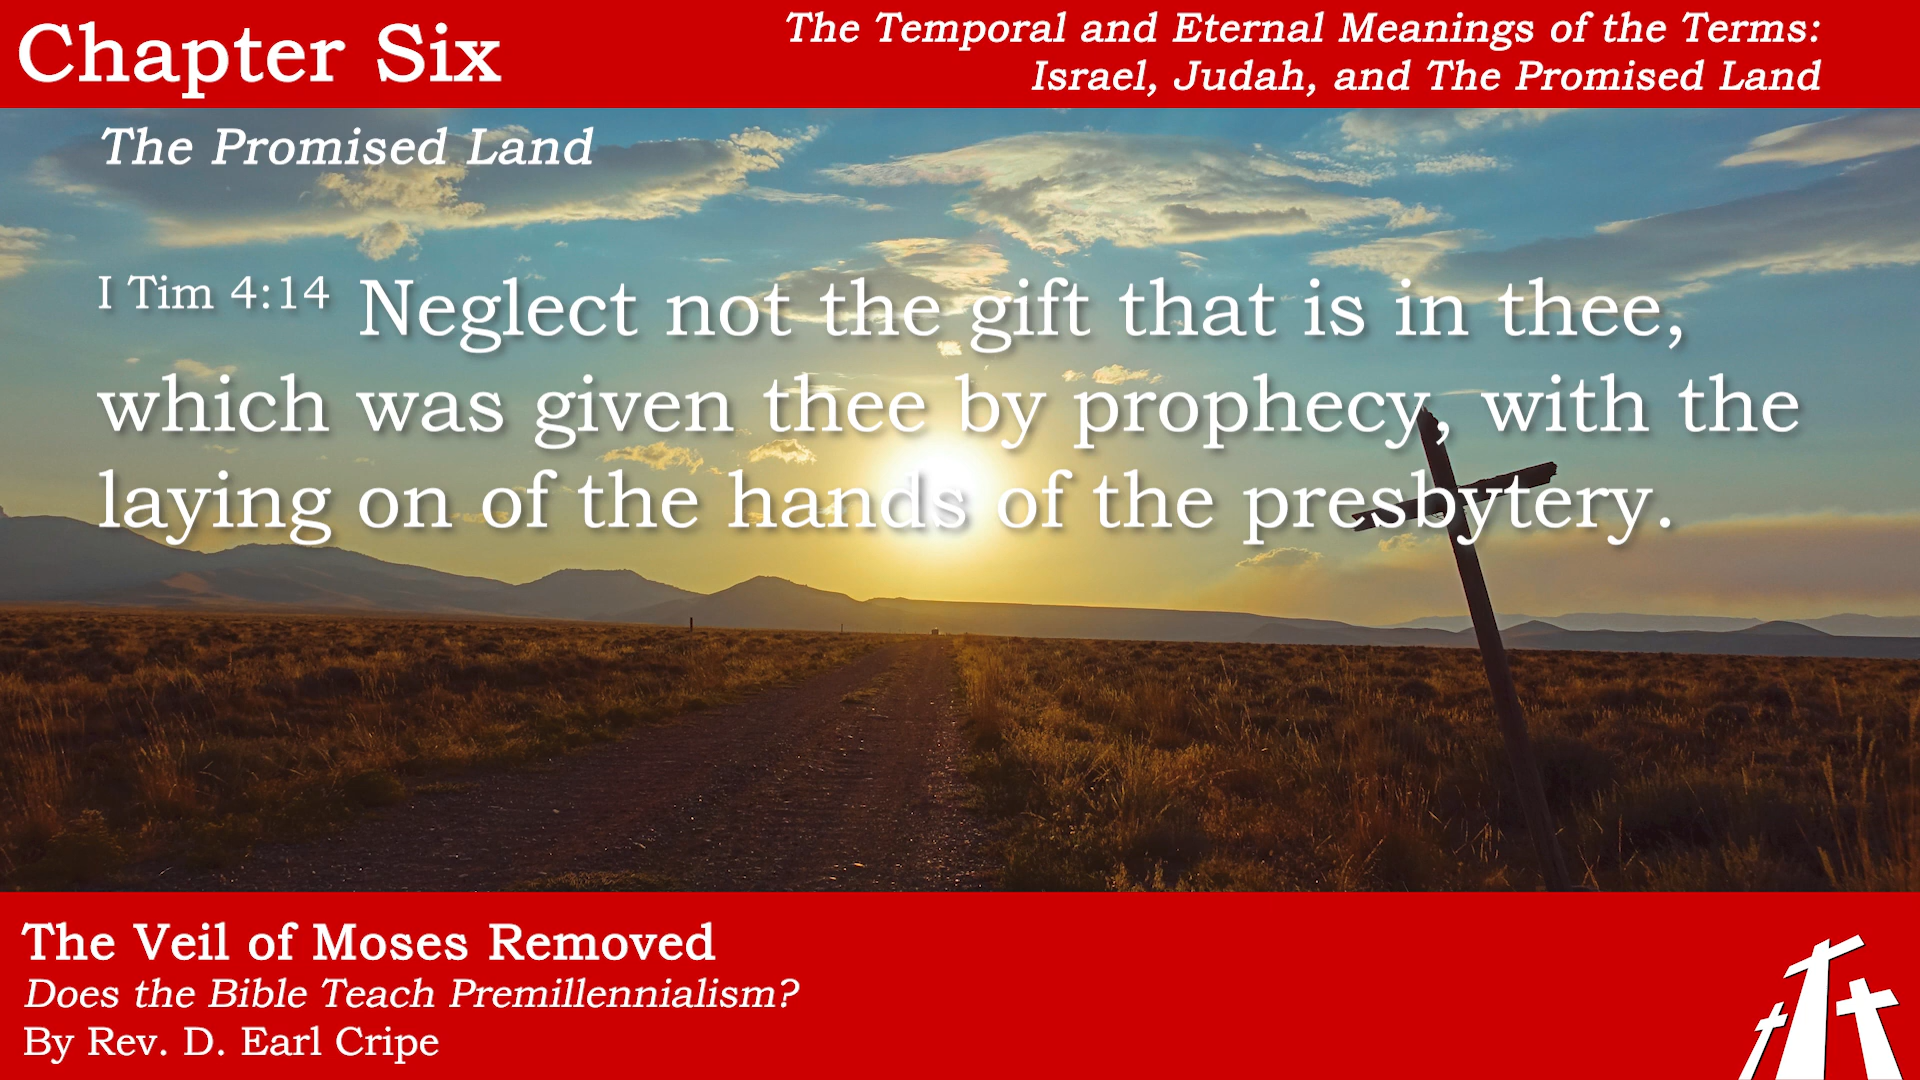 Chapter Six
The Temporal and Eternal Meanings of the Terms:
Israel, Judah, and The Promised Land
The Promised Land
I Tim 4:14 Neglect not the gift that is in thee,
which was given thee by prophecy, with the
laying on of the hands of the presbytery.
The Veil of Moses Removed
Does the Bible Teach Premillennialism?
By Rev. D. Earl Cripe